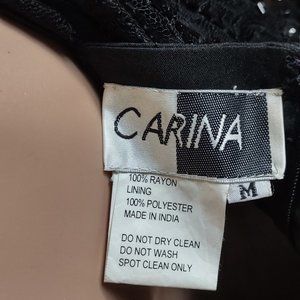 CARINA
M
100% RAYON
LINING
100% POLYESTER
MADE IN INDIA
DO NOT DRY CLEAN
DO NOT WASH
SPOT CLEAN ONLY